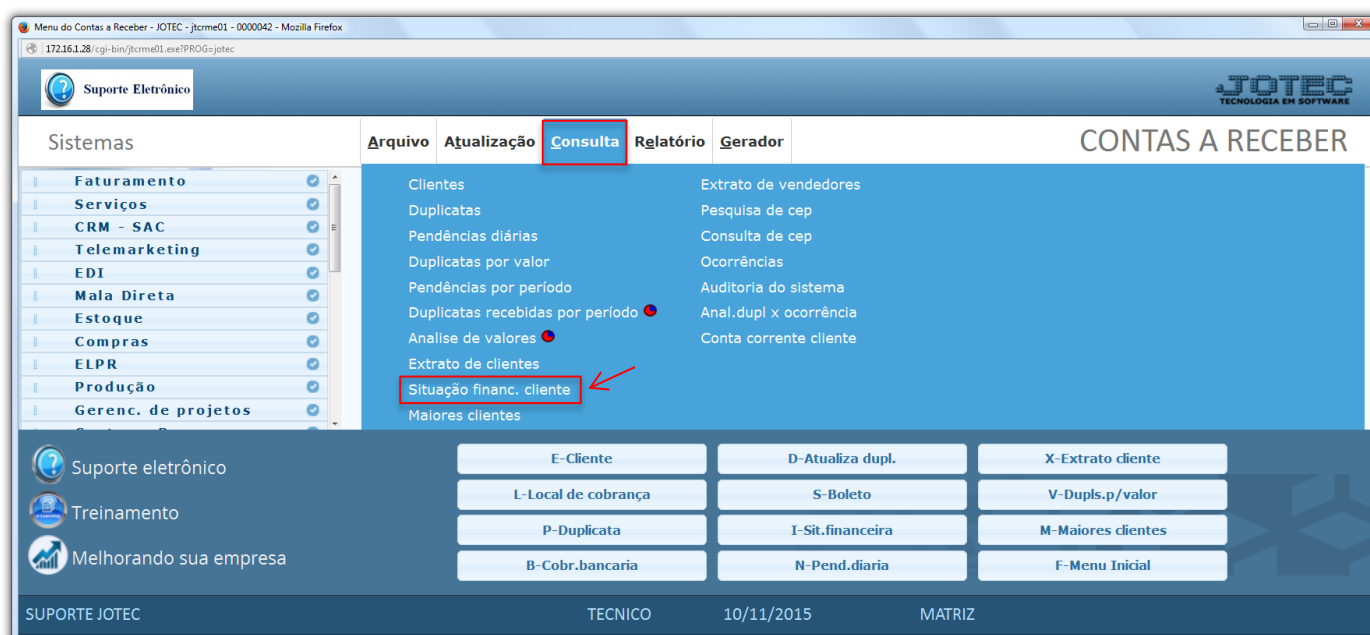 Menu do Contas a Receber - JOTEC - jtcrme01 - 0000042 - Mozilla Firefox
172.16.1.28/cgi-bin/jtcrme01.exe?PROG=jotec
Suporte Eletrônico
JOTEC
TECNOLOGIA EM SOFTWARE
Sistemas
Arquivo Atualização Consulta Relatório Gerador
CONTAS A RECEBER
Faturamento
Serviços
CRM - SAC
Telemarketing
EDI
Mala Direta
Estoque
Compras
ELPR
Produção
Gerenc. de projetos
Clientes
Duplicatas
Pendências diárias
Duplicatas por valor
Pendências por período
Duplicatas recebidas por período
Analise de valores
Extrato de clientes
Situação financ. cliente
Maiores clientes
Extrato de vendedores
Pesquisa de cep
Consulta de cep
Ocorrências
Auditoria do sistema
Anal.dupl x ocorrência
Conta corrente cliente
Suporte eletrônico
Treinamento
Melhorando sua empresa
E-Cliente D-Atualiza dupl. X-Extrato cliente
L-Local de cobrança S-Boleto V-Dupls.p/valor
P-Duplicata I-Sit.financeira M-Maiores clientes
B-Cobr.bancaria N-Pend.diaria F-Menu Inicial
SUPORTE JOTEC TECNICO 10/11/2015 MATRIZ